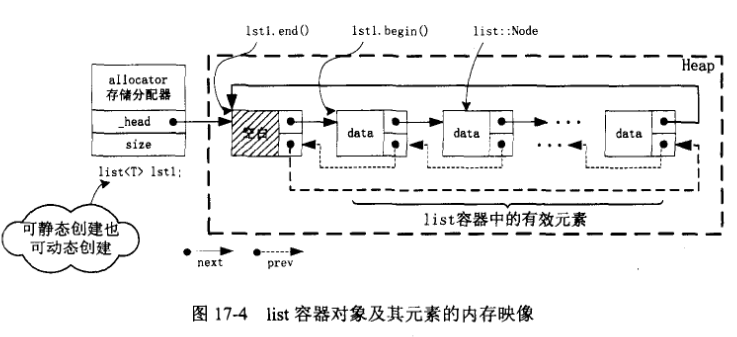 lst1.end()
lst1.begin()
list::Node
Heap
allocator
存储分配器
_head
size
空白
data
data
...
...
data
list<T> lst1;
可静态创建也
可动态创建
list容器中的有效元素
next
prev
图 17-4 list 容器对象及其元素的内存映像